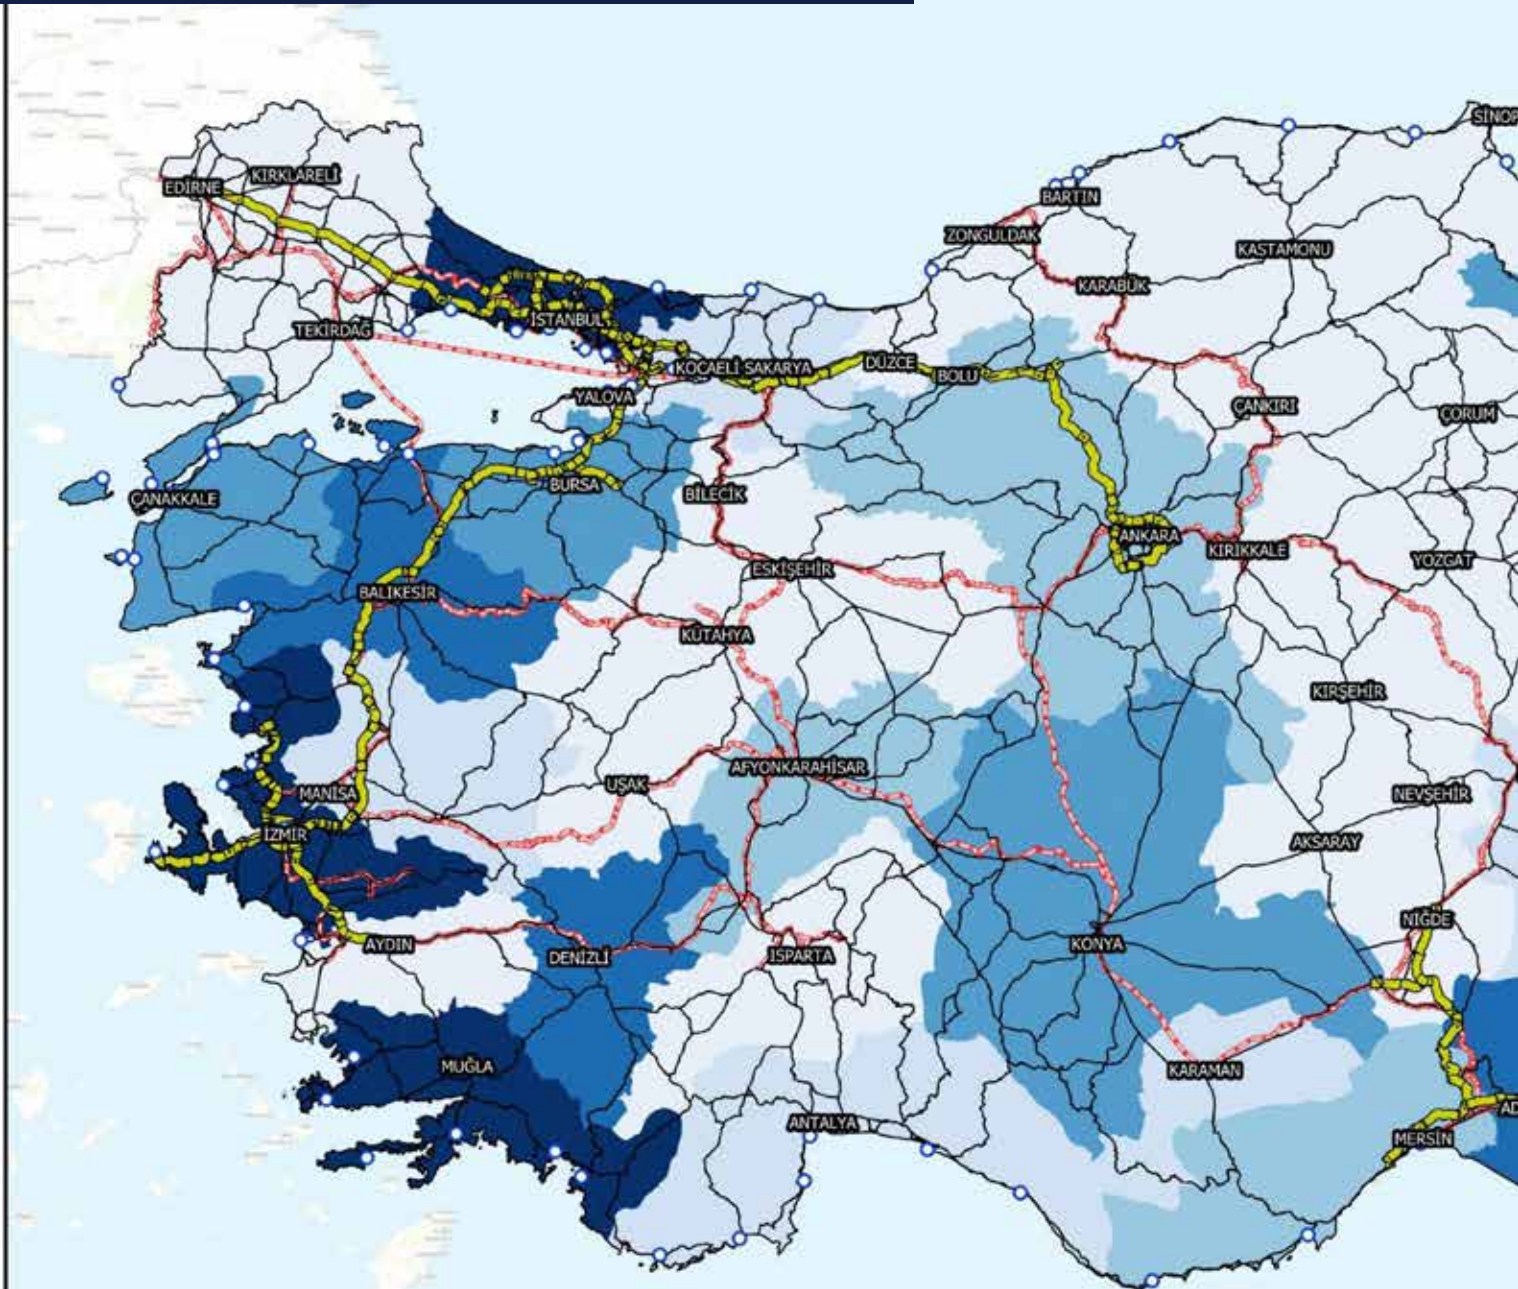 SİNOP
KIRKLARELİ
EDİRNE
BARTIN
ZONGULDAK
KASTAMONU
KARABÜK
İSTANBUL
TEKİRDAĞ
KOCAELİ SAKARYA
DÜZCE
BOLU
YALOVA
ÇANKIRI
ÇORUM
BURSA
BİLECİK
ÇANAKKALE
ANKARA
KIRIKKALE
YOZGAT
ESKİŞEHİR
BALIKESİR
KÜTAHYA
KIRŞEHİR
AFYONKARAHİSAR
UŞAK
MANİSA
NEVŞEHİR
İZMİR
AKSARAY
NİĞDE
AYDIN
DENİZLİ
ISPARTA
KONYA
MUĞLA
KARAMAN
ANTALYA
AD
MERSİN